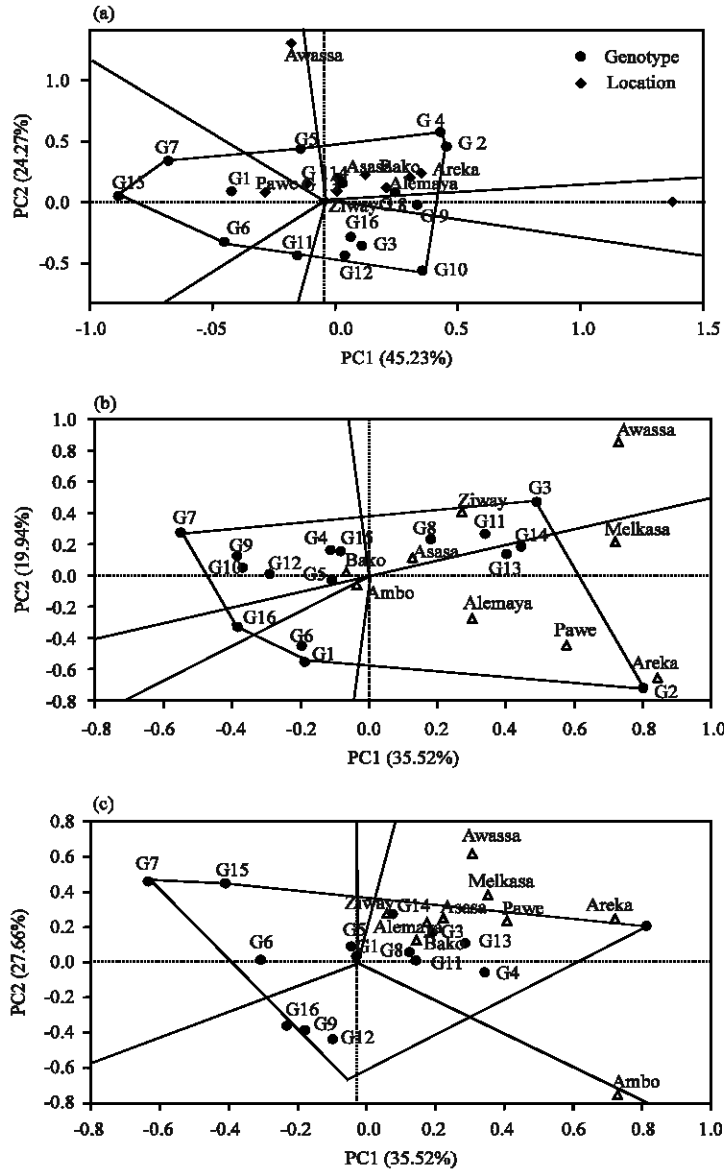 (a)
Awassa
Genotype
Location
1.0
0.5
0.0
-0.5
PC2 (24.27%)
G 4
G 2
G5
G7
G15
G1
Pawe
Asasa
Bako
Areka
Alemaya
Ziway
G 9
G6
G11
G16
G3
G12
G10
-1.0
-.05
0.0
0.5
1.0
1.5
PC1 (45.23%)
(b)
1.0
0.8
0.6
0.4
0.2
0.0
-0.2
-0.4
-0.6
-0.8
PC2 (19.94%)
Awassa
G3
Ziway
G7
G11
G8
Melkasa
G14
G4
G15
G9
Asasa
G13
G10
G12
Bako
G5
Ambo
Alemaya
G16
Pawe
G6
G1
Areka
G2
-0.8
-0.6
-0.4
-0.2
0.0
0.2
0.4
0.6
0.8
1.0
PC1 (35.52%)
(c)
0.8
0.6
0.4
0.2
0.0
-0.2
-0.4
-0.6
-0.8
PC2 (27.66%)
Awassa
G7
G15
Melkasa
Ziway
G14
Asasa
Pawe
Areka
Alemaya
G3
G5
G13
G1
G8
Bako
G6
G11
G4
G16
G9
G12
Ambo
-0.8
-0.6
-0.4
-0.2
0.0
0.2
0.4
0.6
0.8
1.0
PC1 (35.52%)